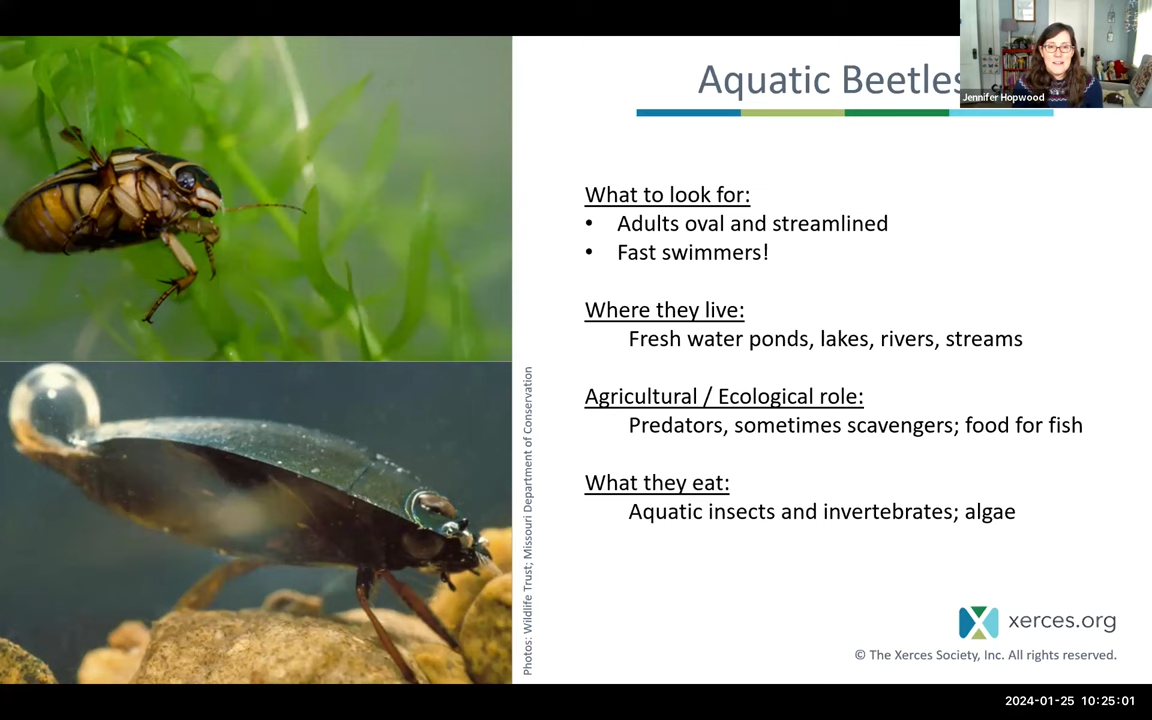 Aquatic Beetles
Jennifer Hopwood
What to look for:
• Adults oval and streamlined
• Fast swimmers!
Where they live:
Fresh water ponds, lakes, rivers, streams
Agricultural / Ecological role:
Predators, sometimes scavengers; food for fish
What they eat:
Aquatic insects and invertebrates; algae
Photos: Wildlife Trust; Missouri Department of Conservation
xerces.org
© The Xerces Society, Inc. All rights reserved.
2024-01-25 10:25:01